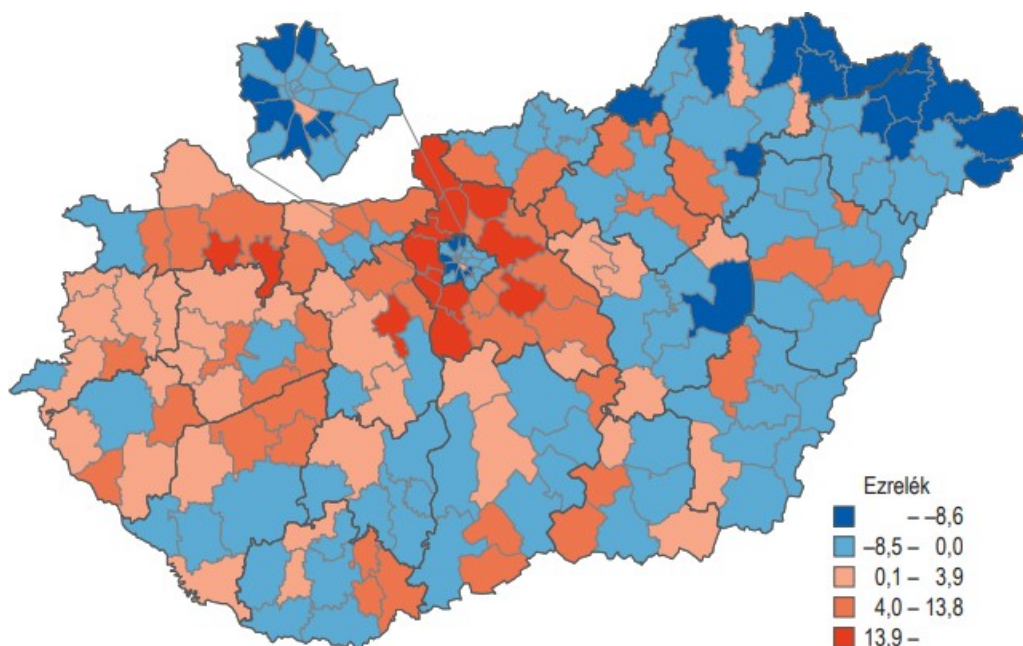 Ezrelék
– –8,6
–8,5 – 0,0
0,1 – 3,9
4,0 – 13,8
13,9 –